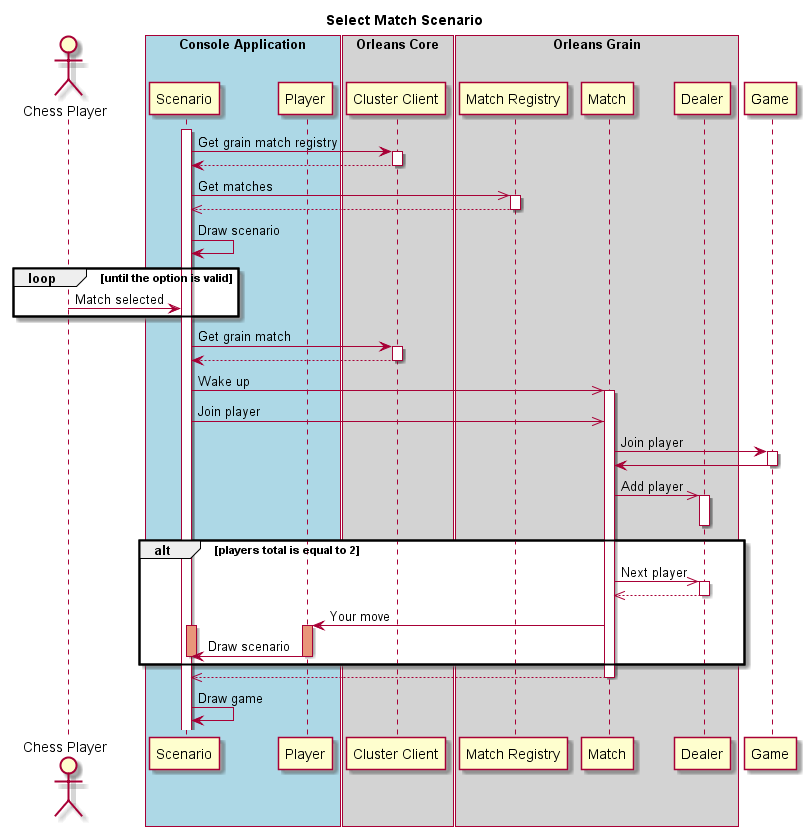 Select Match Scenario
Console Application
Orleans Core
Orleans Grain
Chess Player
Scenario
Player
Cluster Client
Match Registry
Match
Dealer
Game
Get grain match registry
Get matches
Draw scenario
loop
[until the option is valid]
Match selected
Get grain match
Wake up
Join player
Join player
Add player
alt
[players total is equal to 2]
Next player
Your move
Draw scenario
Draw game
Chess Player
Scenario
Player
Cluster Client
Match Registry
Match
Dealer
Game